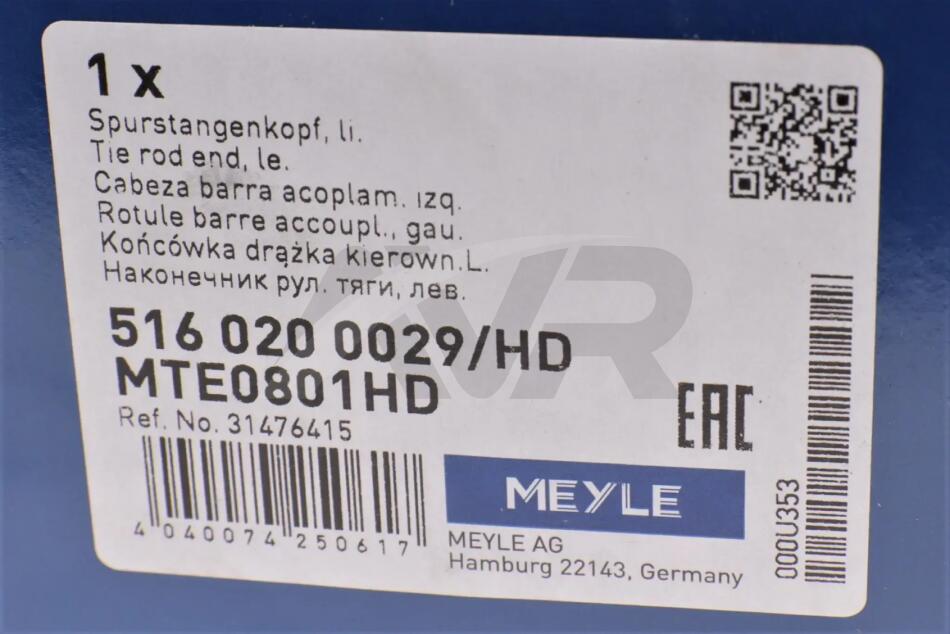 1 x
Spurstangenkopf, li.
Tie rod end, le.
Cabeza barra acoplam. izq.
Rotule barre accoupl., gau.
Końcówka drążka kierown.L.
Наконечник рул. тяги, лев.
516 020 0029/HD
MTE0801HD
Ref. No. 31476415
4 040074 250617
EAC
MEYLE
MEYLE AG
Hamburg 22143, Germany
000U353
VR